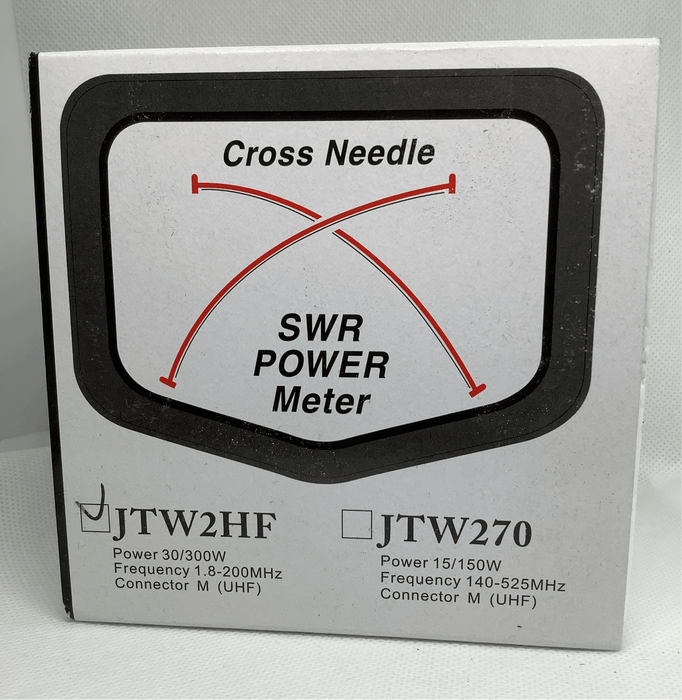 Cross Needle
SWR
POWER
Meter
JTW2HF
Power 30/300W
Frequency 1.8-200MHz
Connector M (UHF)
JTW270
Power 15/150W
Frequency 140-525MHz
Connector M (UHF)